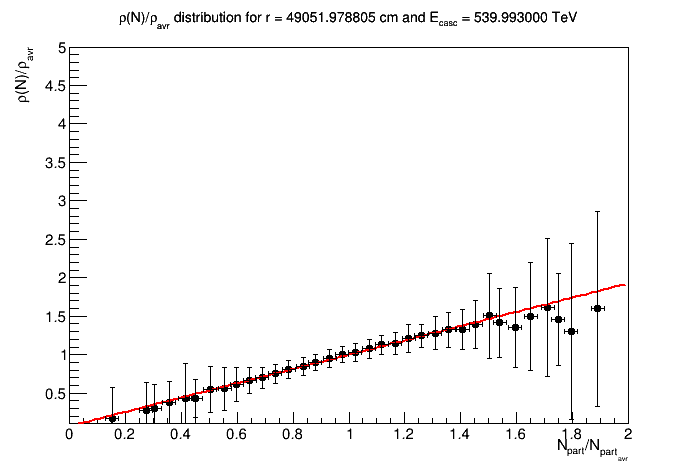 ρ(N)/ρavr distribution for r = 49051.978805 cm and Ecasc = 539.993000 TeV
ρ(N)/ρavr
5
4.5
4
3.5
3
2.5
2
1.5
1
0.5
0 0.2 0.4 0.6 0.8 1 1.2 1.4 1.6 1.8 2
Npart/Npartavr